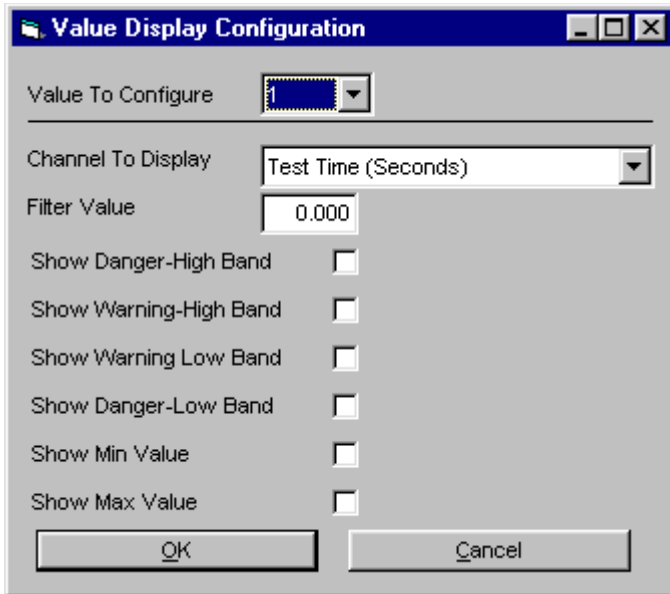 Value Display Configuration
Value To Configure 1
Channel To Display Test Time (Seconds)
Filter Value 0.000
Show Danger-High Band
Show Warning-High Band
Show Warning Low Band
Show Danger-Low Band
Show Min Value
Show Max Value
OK Cancel